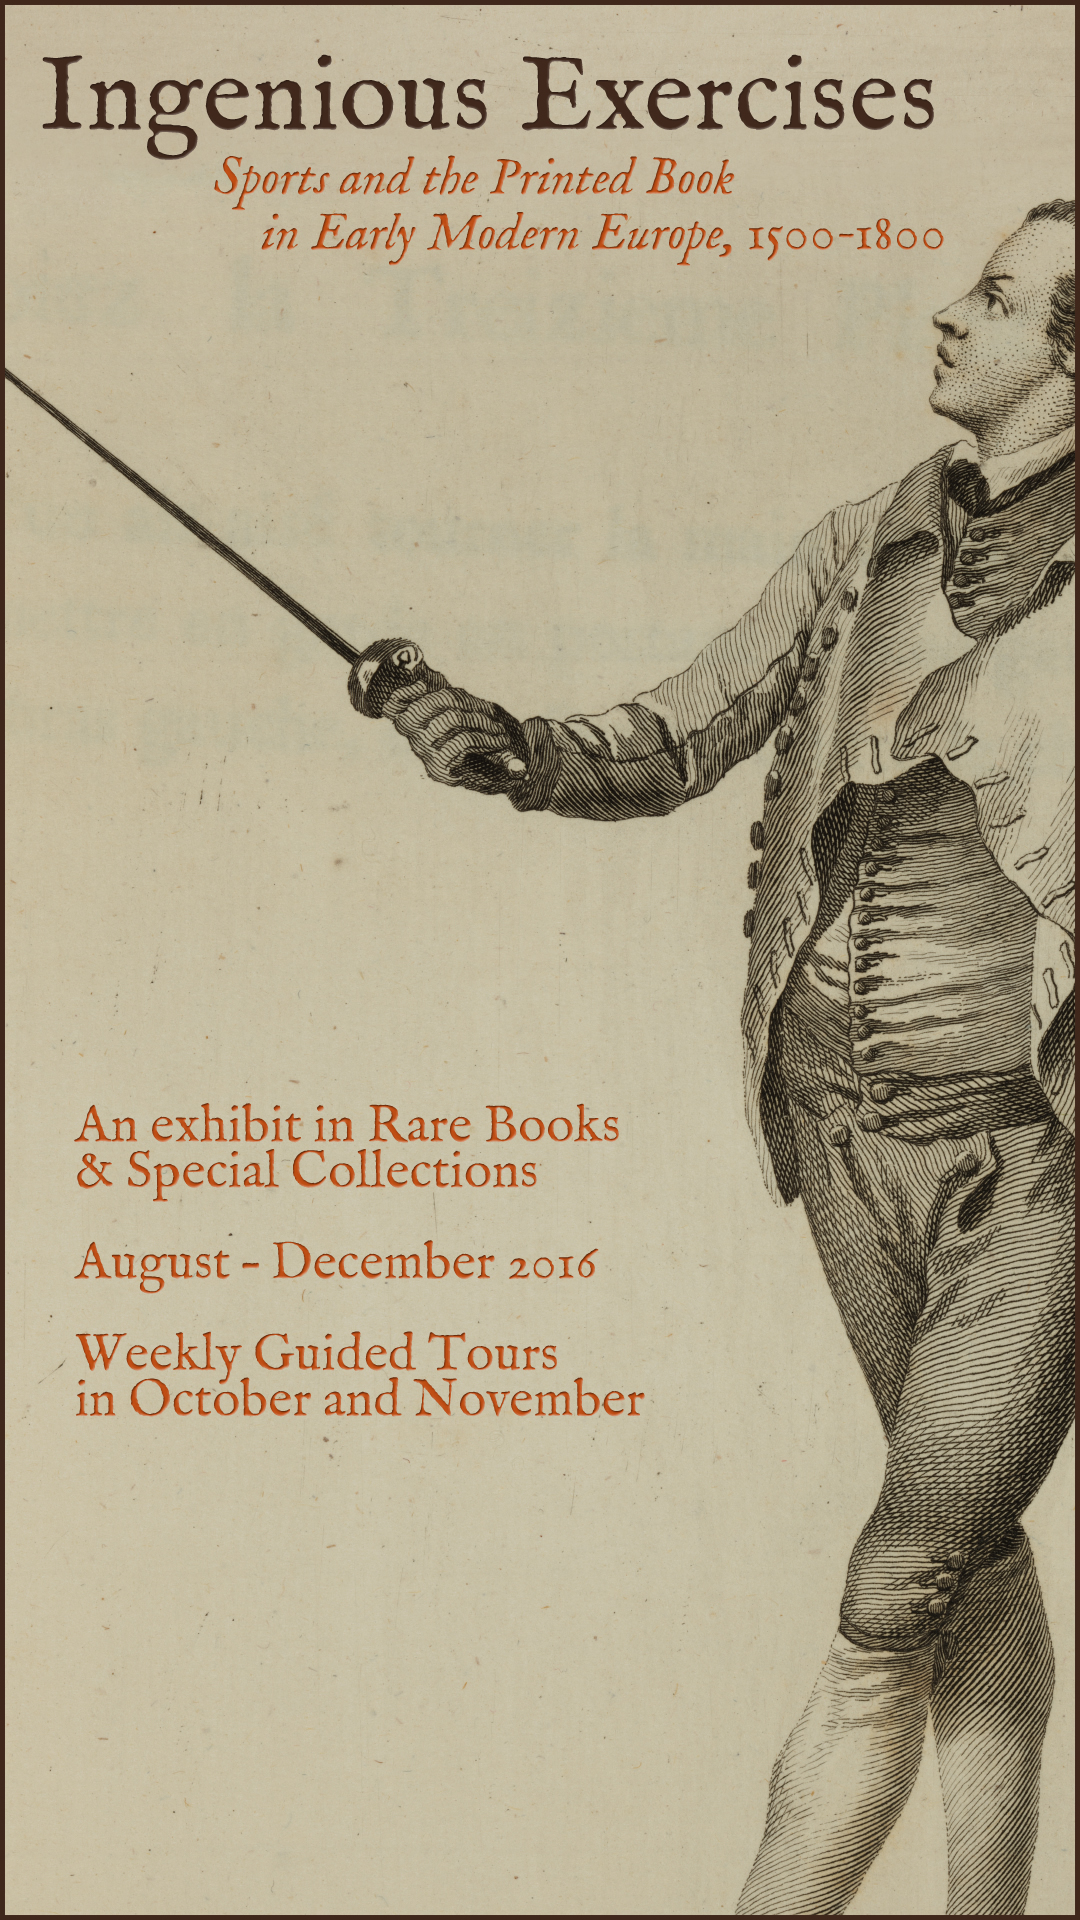 Ingenious Exercises
Sports and the Printed Book
in Early Modern Europe, 1500-1800
An exhibit in Rare Books
& Special Collections
August - December 2016
Weekly Guided Tours
in October and November